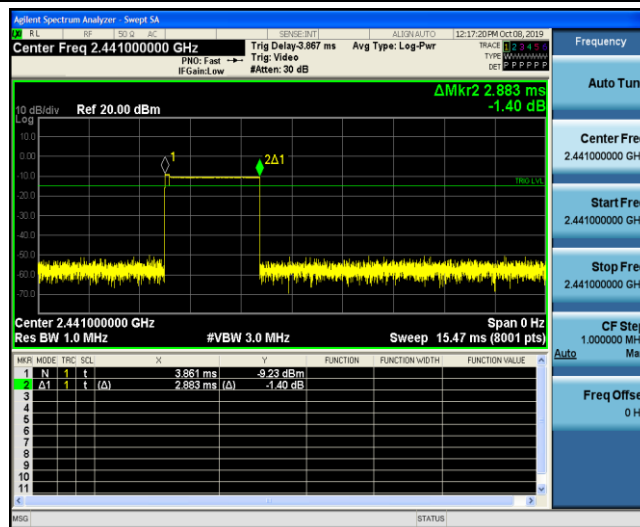 Agilent Spectrum Analyzer - Swept SA
RL RF 50 Ω AC SENSE:INT ALIGN AUTO 12:17:20PM Oct 08, 2019
Center Freq 2.441000000 GHz
PNO: Fast
IFGain:Low
Trig Delay-3.867 ms
Trig: Video
#Atten: 30 dB
Avg Type: Log-Pwr
TRACE 1 2 3 4 5 6
TYPE W
DET P P P P P P
ΔMkr2 2.883 ms
-1.40 dB
10 dB/div Ref 20.00 dBm
Log
10.0
0.00
-10.0
-20.0
-30.0
-40.0
-50.0
-60.0
-70.0
1
2Δ1
TRIG LVL
Center 2.441000000 GHz Span 0 Hz
Res BW 1.0 MHz #VBW 3.0 MHz Sweep 15.47 ms (8001 pts)
MKR MODE TRC SCL X Y FUNCTION FUNCTION WIDTH FUNCTION VALUE
1 N 1 t 3.861 ms -9.23 dBm
2 Δ1 1 t (Δ) 2.883 ms (Δ) -1.40 dB
3
4
5
6
7
8
9
10
11
MSG STATUS
Frequency
Auto Tun
Center Fre
2.441000000 GH
Start Fre
2.441000000 GH
Stop Fre
2.441000000 GH
CF Step
1.000000 MH
Auto Ma
Freq Offse
0 H